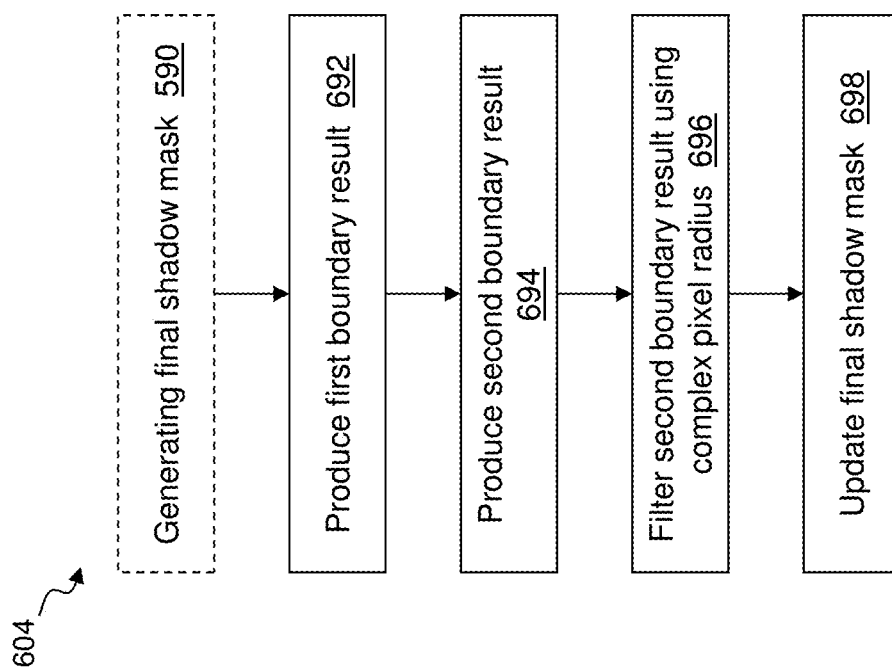 604
Generating final shadow mask 590
Produce first boundary result 692
Produce second boundary result
694
Filter second boundary result using
complex pixel radius 696
Update final shadow mask 698